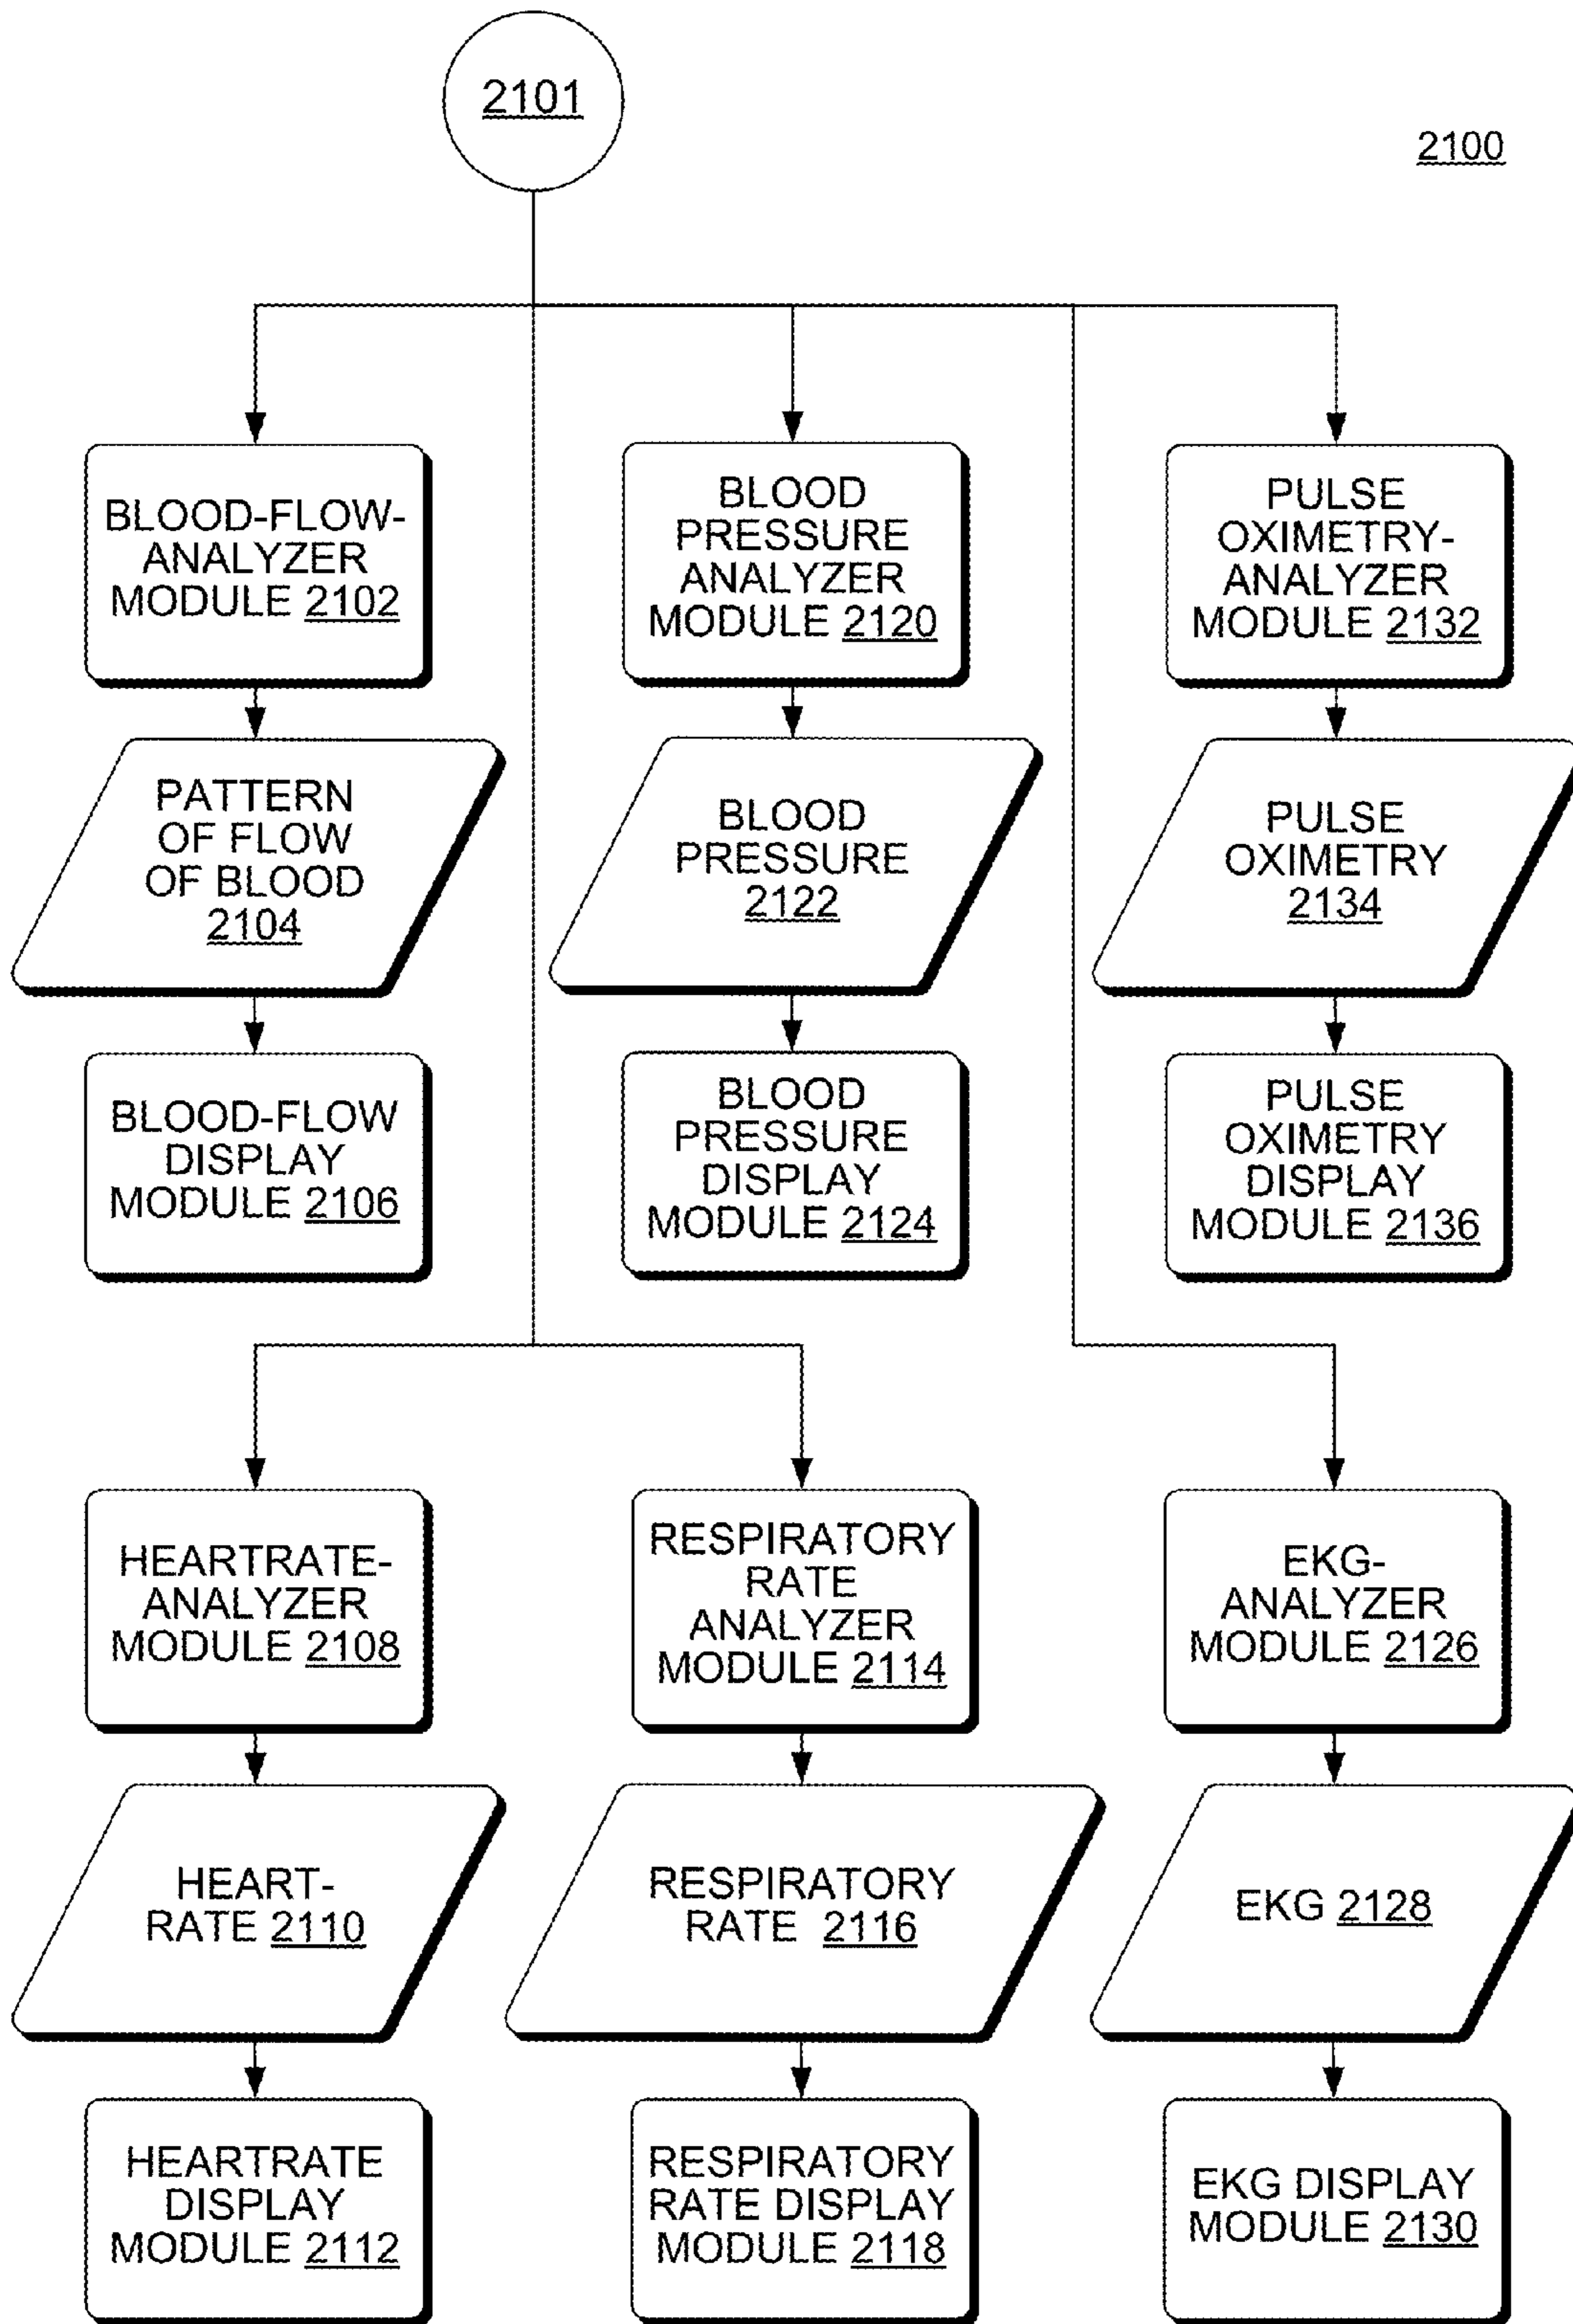 2101
2100
BLOOD-FLOW-
ANALYZER
MODULE 2102
BLOOD
PRESSURE
ANALYZER
MODULE 2120
PULSE
OXIMETRY-
ANALYZER
MODULE 2132
PATTERN
OF FLOW
OF BLOOD
2104
BLOOD
PRESSURE
2122
PULSE
OXIMETRY
2134
BLOOD-FLOW
DISPLAY
MODULE 2106
BLOOD
PRESSURE
DISPLAY
MODULE 2124
PULSE
OXIMETRY
DISPLAY
MODULE 2136
HEARTRATE-
ANALYZER
MODULE 2108
RESPIRATORY
RATE
ANALYZER
MODULE 2114
EKG-
ANALYZER
MODULE 2126
HEART-
RATE 2110
RESPIRATORY
RATE 2116
EKG 2128
HEARTRATE
DISPLAY
MODULE 2112
RESPIRATORY
RATE DISPLAY
MODULE 2118
EKG DISPLAY
MODULE 2130